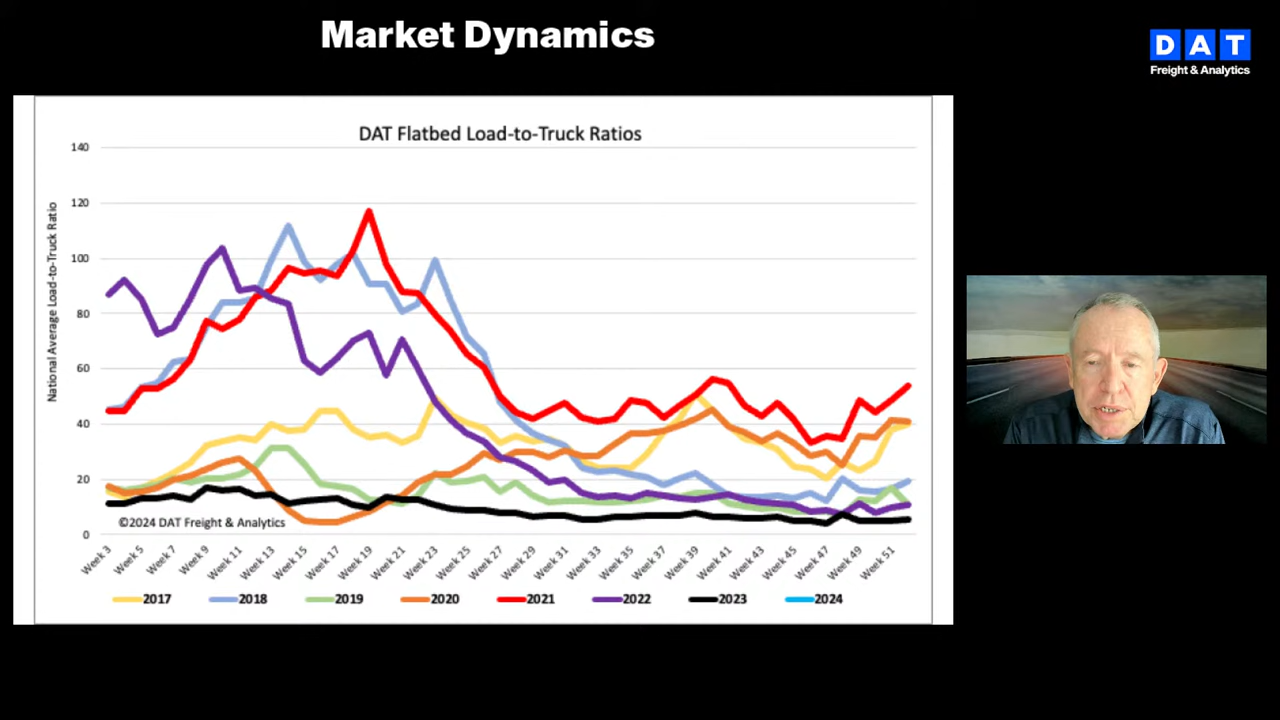 Market Dynamics
DAT
Freight & Analytics
DAT Flatbed Load-to-Truck Ratios
National Average Load-to-Truck Ratio
140
120
100
80
60
40
20
0
©2024 DAT Freight & Analytics
Week 3 Week 5 Week 7 Week 9 Week 11 Week 13 Week 15 Week 17 Week 19 Week 21 Week 23 Week 25 Week 27 Week 29 Week 31 Week 33 Week 35 Week 37 Week 39 Week 41 Week 43 Week 45 Week 47 Week 49 Week 51
2017 2018 2019 2020 2021 2022 2023 2024